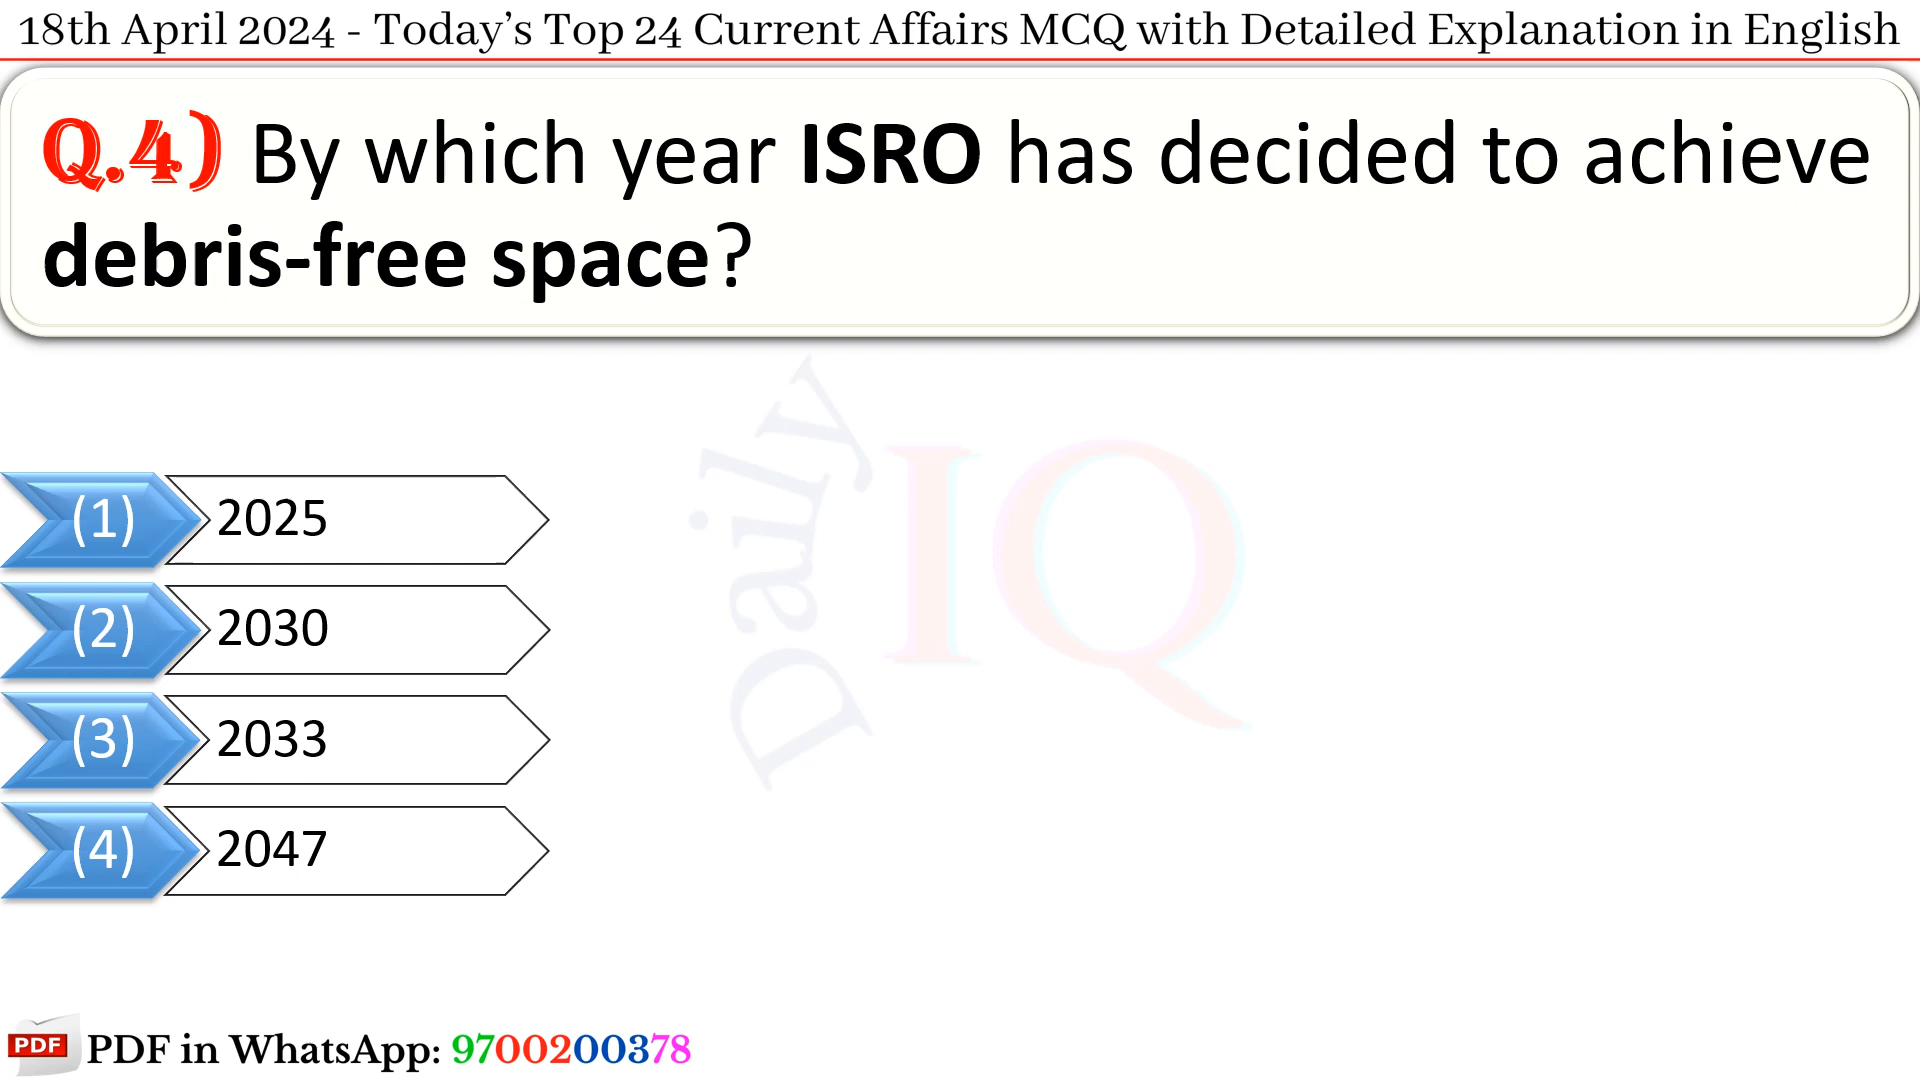 18th April 2024 - Today’s Top 24 Current Affairs MCQ with Detailed Explanation in English
Q.4) By which year ISRO has decided to achieve
debris-free space?
Daily
IQ
(1) 2025
(2) 2030
(3) 2033
(4) 2047
PDF PDF in WhatsApp: 9700200378